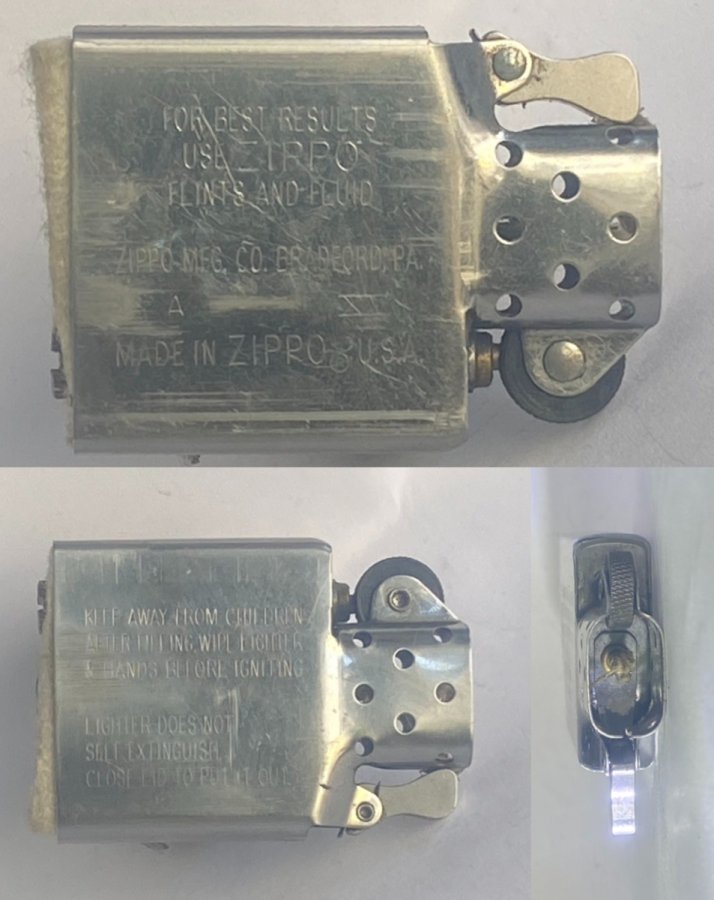 FOR BEST RESULTS
USE ZIPPO
FLINTS AND FLUID
ZIPPO MFG. CO. BRADFORD, PA.
A XI
MADE IN ZIPPO U.S.A.
KEEP AWAY FROM CHILDREN
AFTER FILLING, WIPE LIGHTER
& HANDS BEFORE IGNITING
LIGHTER DOES NOT
SELF EXTINGUISH
CLOSE LID TO PUT IT OUT